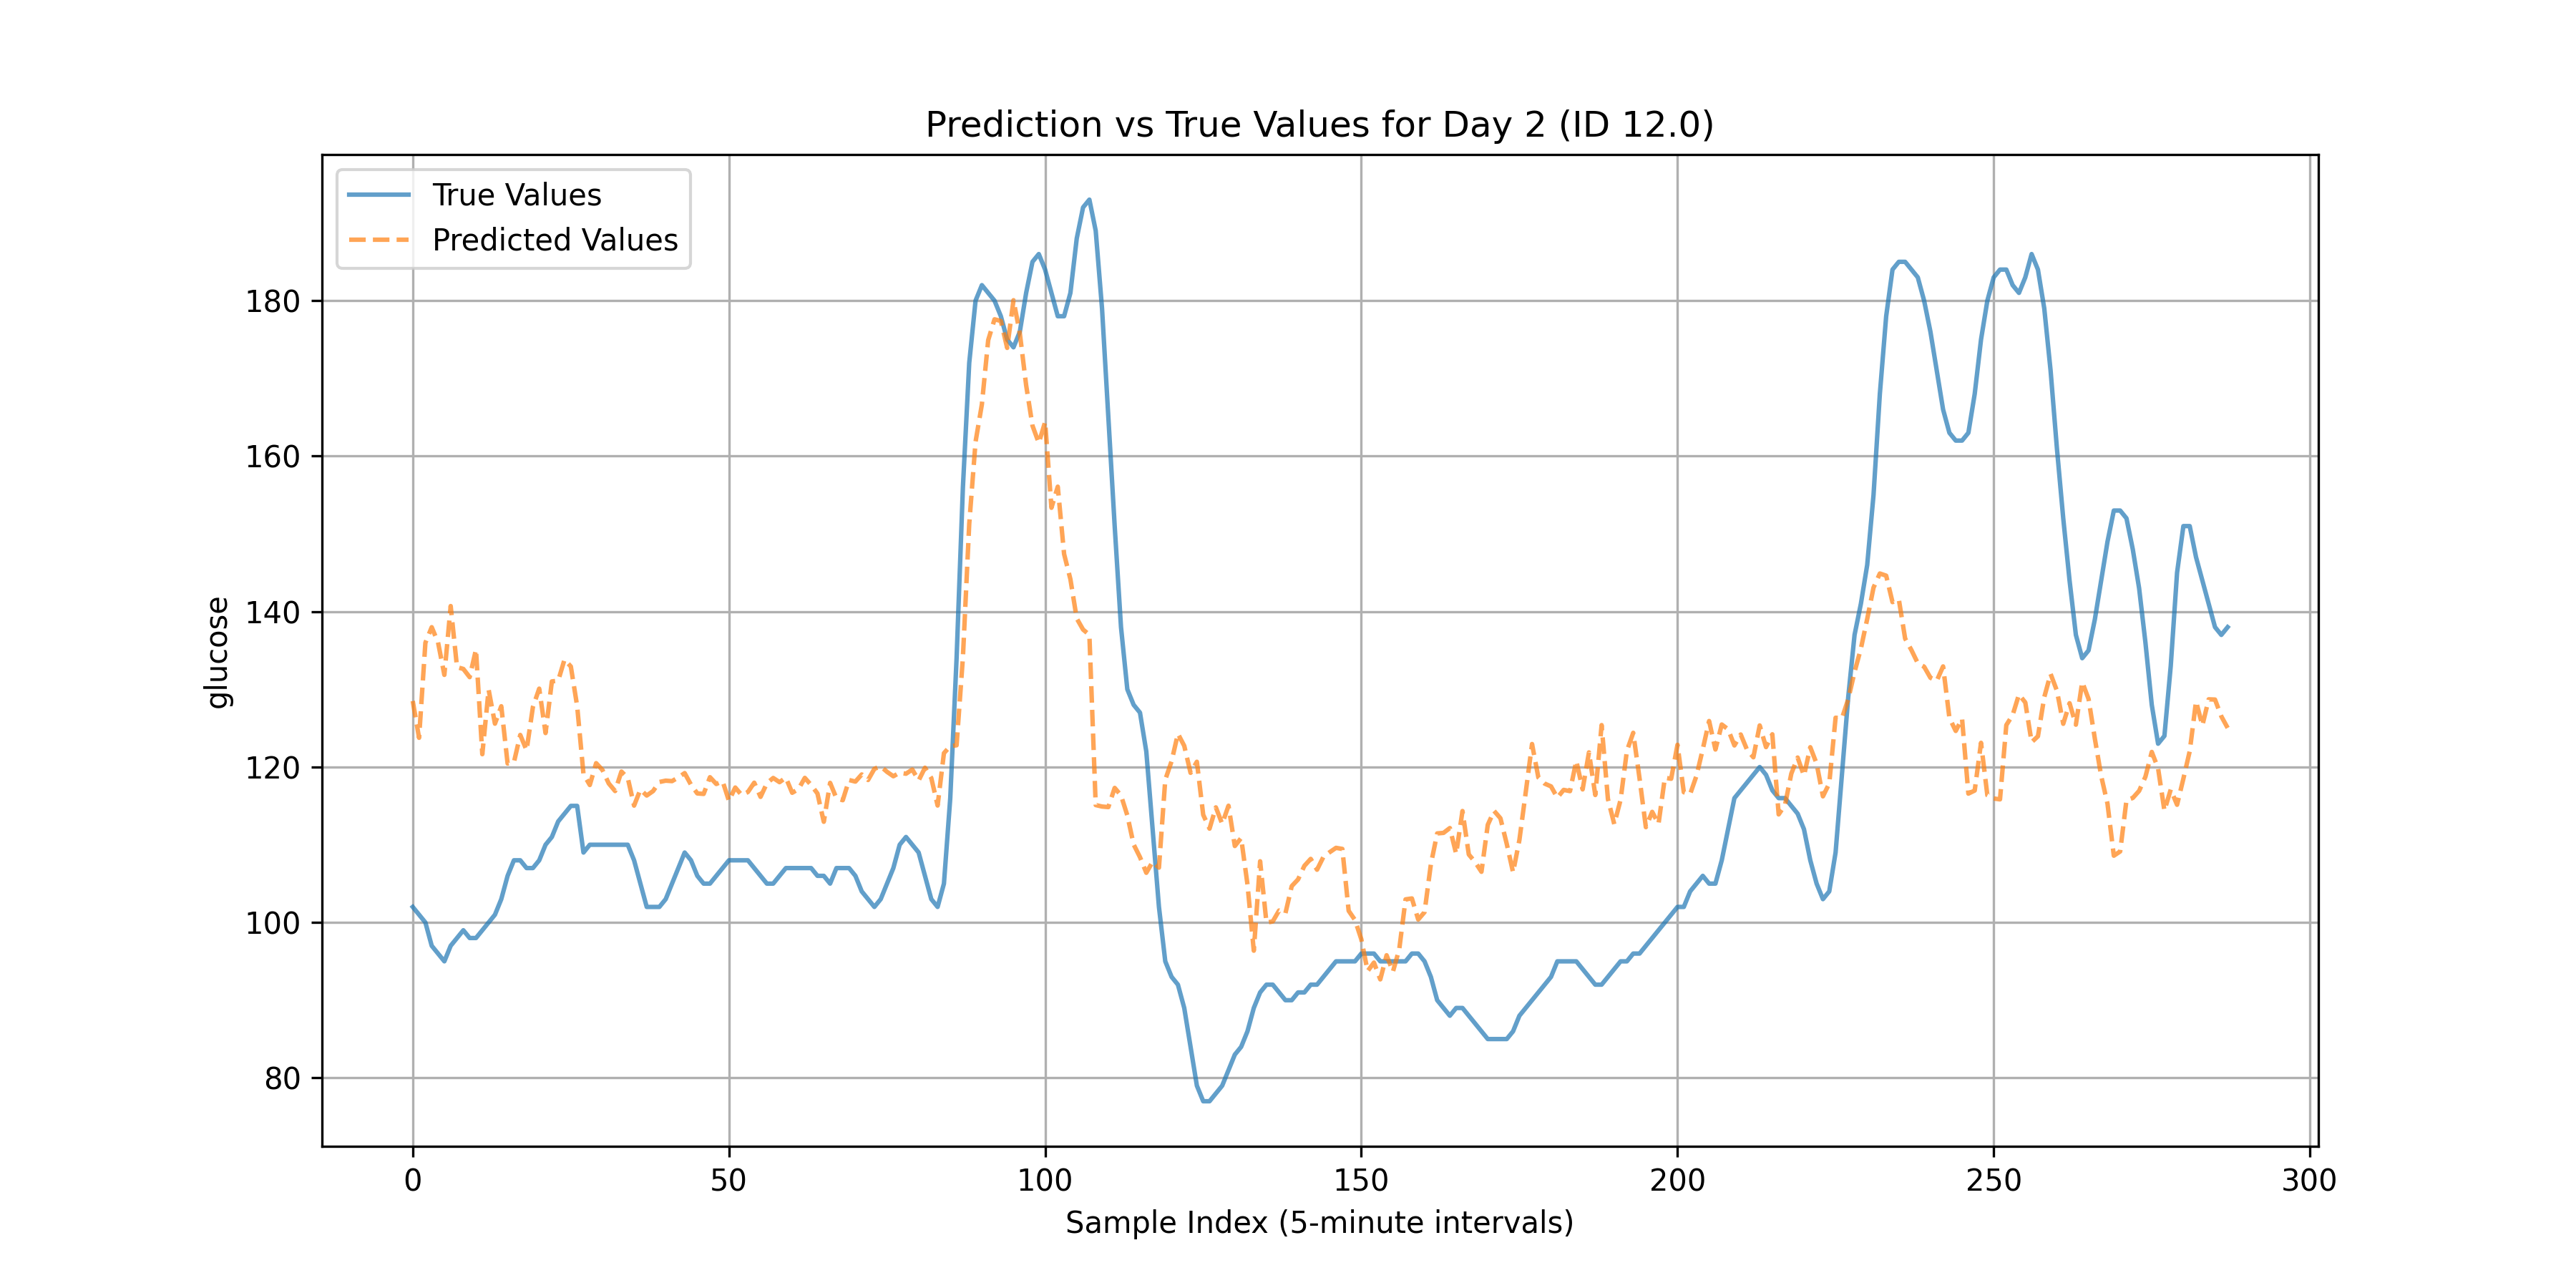 Prediction vs True Values for Day 2 (ID 12.0)
True Values
Predicted Values
glucose
180
160
140
120
100
80
0 50 100 150 200 250 300
Sample Index (5-minute intervals)